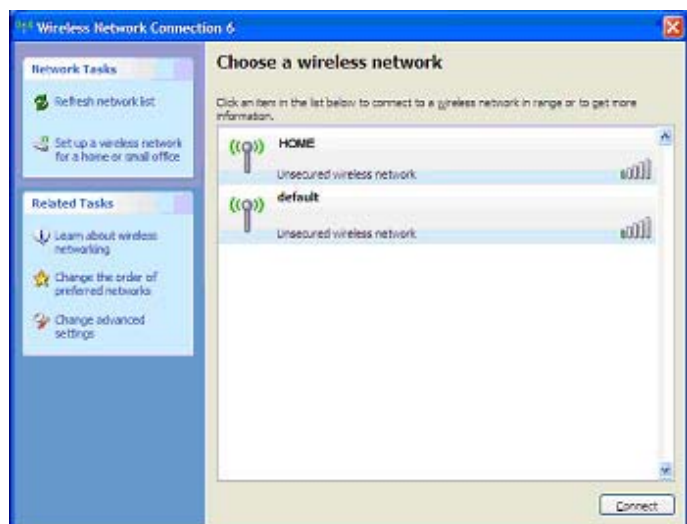 Wireless Network Connection 6
Network Tasks
Refresh network list
Set up a wireless network
for a home or small office
Related Tasks
Learn about wireless
networking
Change the order of
preferred networks
Change advanced
settings
Choose a wireless network
Click an item in the list below to connect to a wireless network in range or to get more
information.
HOME
Unsecured wireless network
default
Unsecured wireless network
Connect